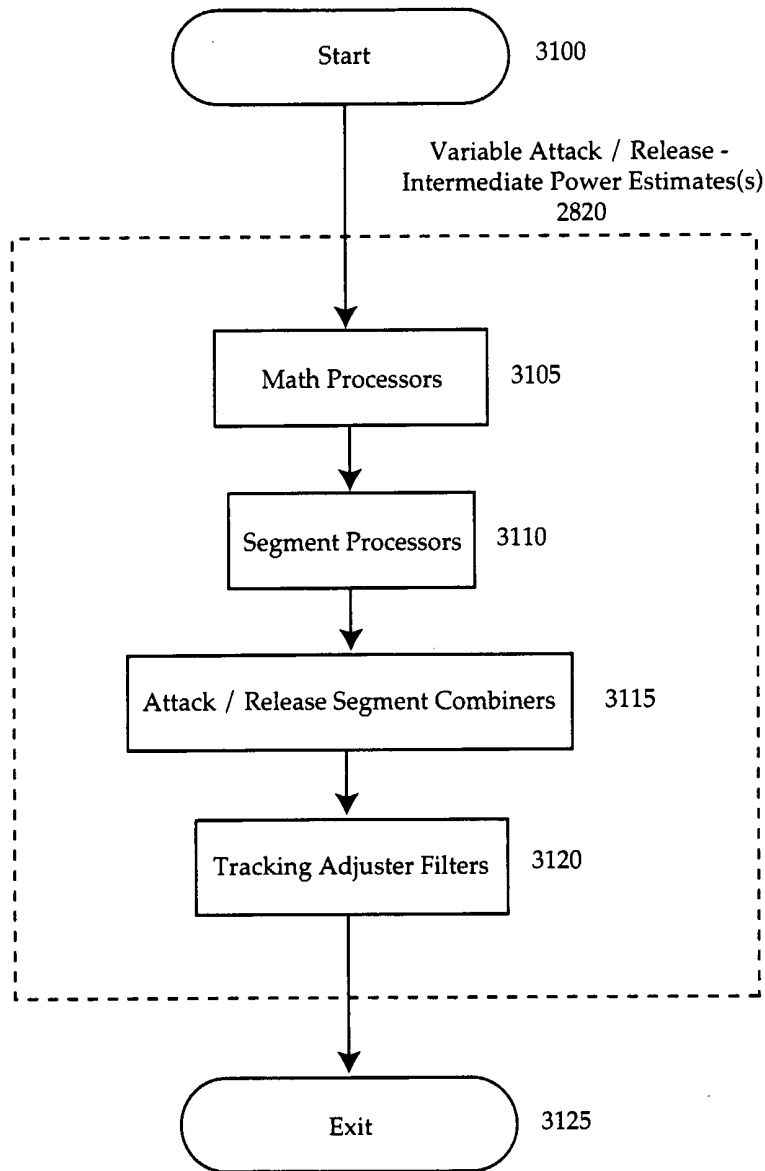 Start 3100
Variable Attack / Release -
Intermediate Power Estimates(s)
2820
Math Processors 3105
Segment Processors 3110
Attack / Release Segment Combiners 3115
Tracking Adjuster Filters 3120
Exit 3125